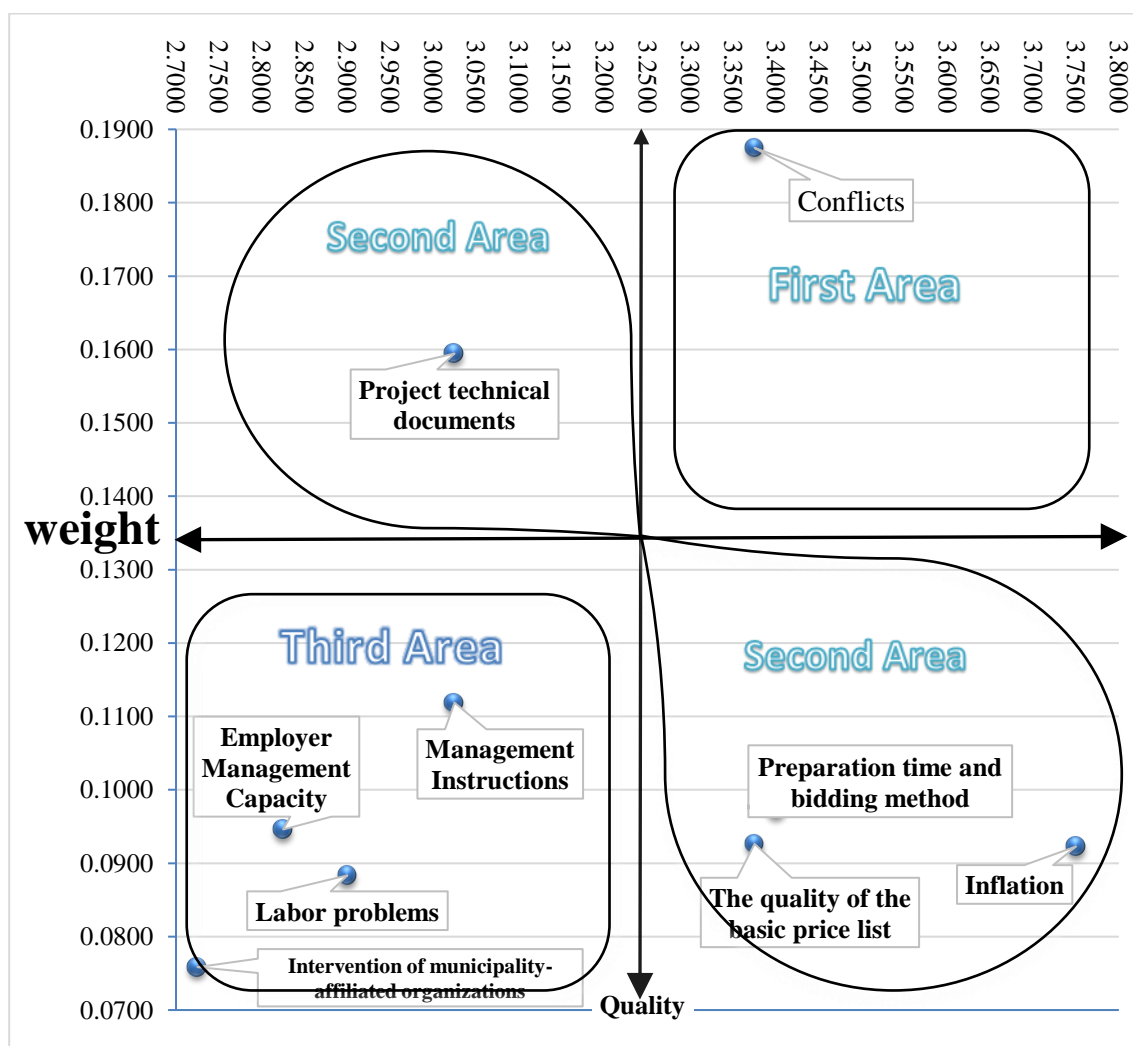 2.7000
2.7500
2.8000
2.8500
2.9000
2.9500
3.0000
3.0500
3.1000
3.1500
3.2000
3.2500
3.3000
3.3500
3.4000
3.4500
3.5000
3.5500
3.6000
3.6500
3.7000
3.7500
3.8000
0.1900
0.1800
0.1700
0.1600
0.1500
0.1400
0.1300
0.1200
0.1100
0.1000
0.0900
0.0800
0.0700
weight
Conflicts
Second Area
First Area
Project technical
documents
Third Area
Second Area
Employer
Management
Capacity
Management
Instructions
Preparation time and
bidding method
Labor problems
The quality of the
basic price list
Inflation
Intervention of municipality-
affiliated organizations
Quality